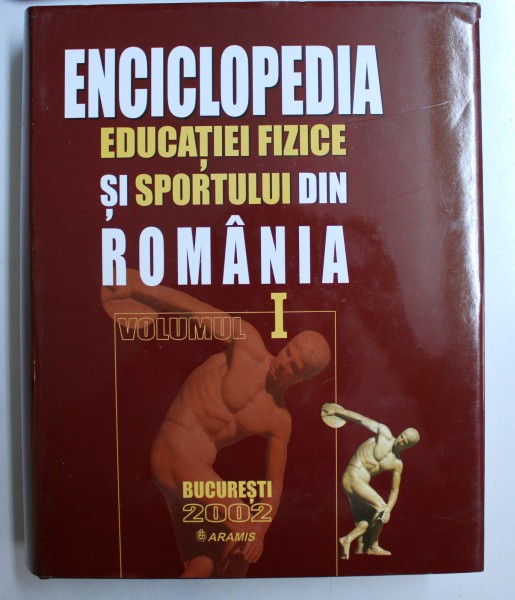 ENCICLOPEDIA
EDUCAȚIEI FIZICE
ȘI SPORTULUI DIN
ROMÂNIA
VOLUMUL I
BUCUREȘTI
2002
ARAMIS